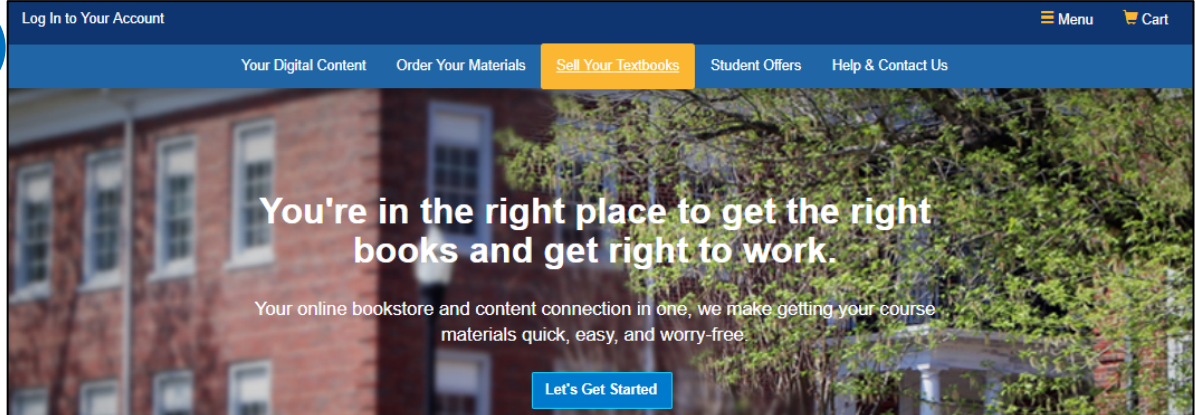 Log In to Your Account
Menu
Cart
Your Digital Content
Order Your Materials
Sell Your Textbooks
Student Offers
Help & Contact Us
You're in the right place to get the right
books and get right to work.
Your online bookstore and content connection in one, we make getting your course
materials quick, easy, and worry-free.
Let's Get Started